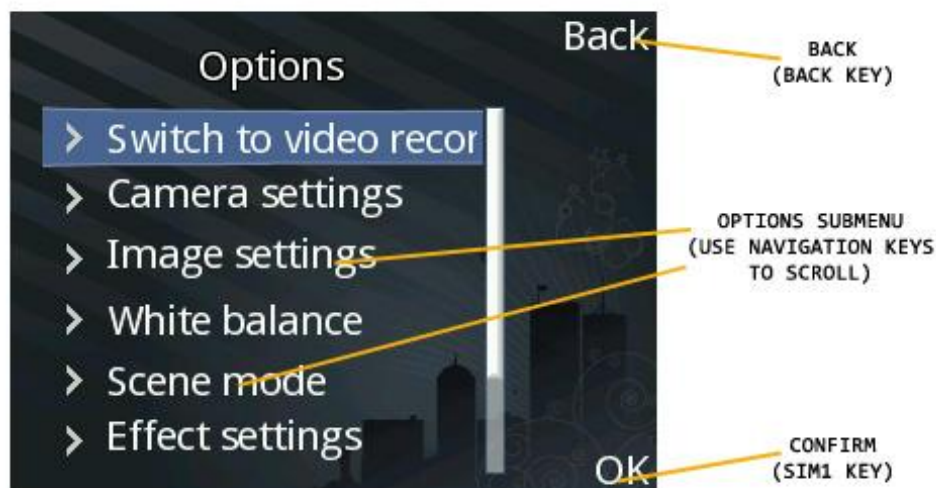 Back
Options
Switch to video recor
Camera settings
Image settings
White balance
Scene mode
Effect settings
OK
BACK
(BACK KEY)
OPTIONS SUBMENU
(USE NAVIGATION KEYS
TO SCROLL)
CONFIRM
(SIM1 KEY)